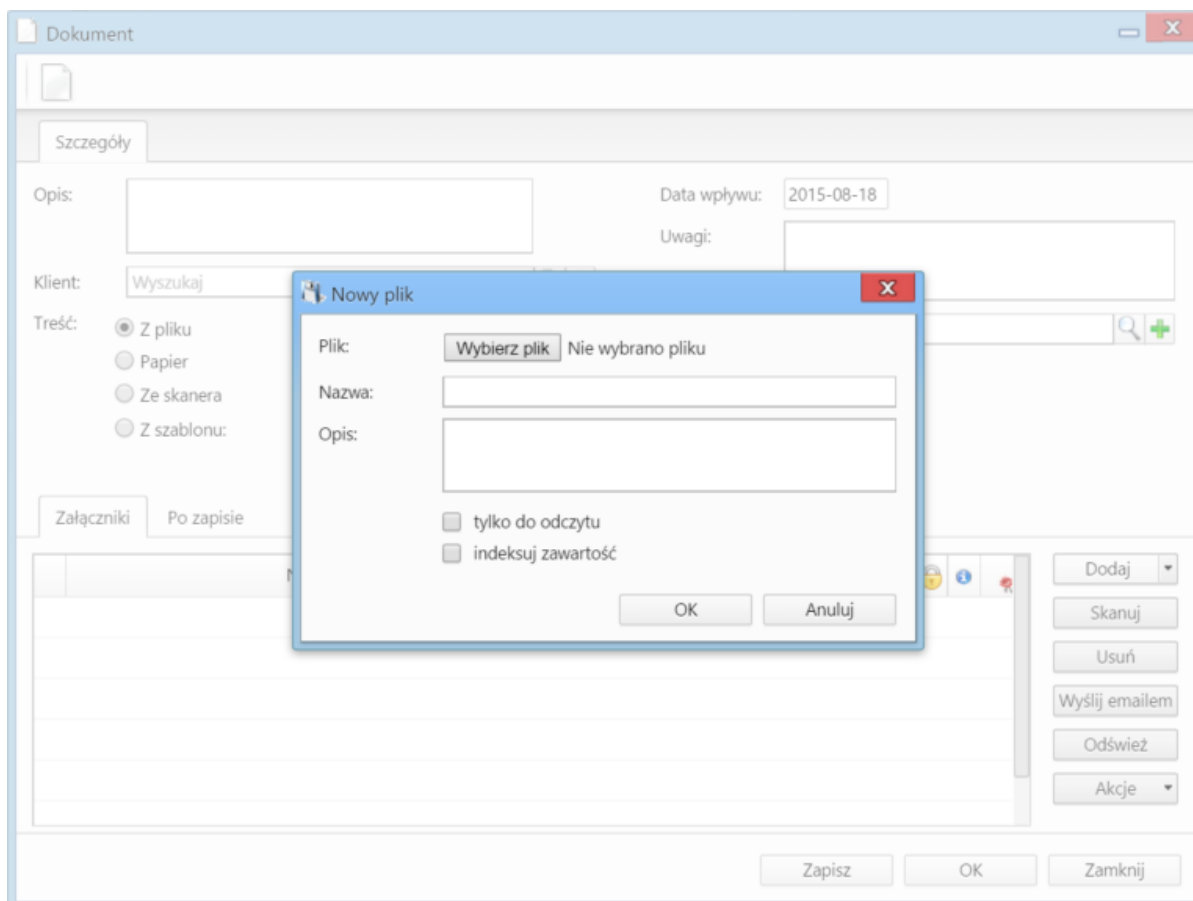 Dokument
Szczegóły
Opis:
Data wpływu: 2015-08-18
Uwagi:
Klient: Wyszukaj
Treść: Z pliku
Papier
Ze skanera
Z szablonu:
Nowy plik
Plik: Wybierz plik Nie wybrano pliku
Nazwa:
Opis:
tylko do odczytu
indeksuj zawartość
OK Anuluj
Załączniki Po zapisie
Dodaj
Skanuj
Usuń
Wyślij emailem
Odśwież
Akcje
Zapisz OK Zamknij